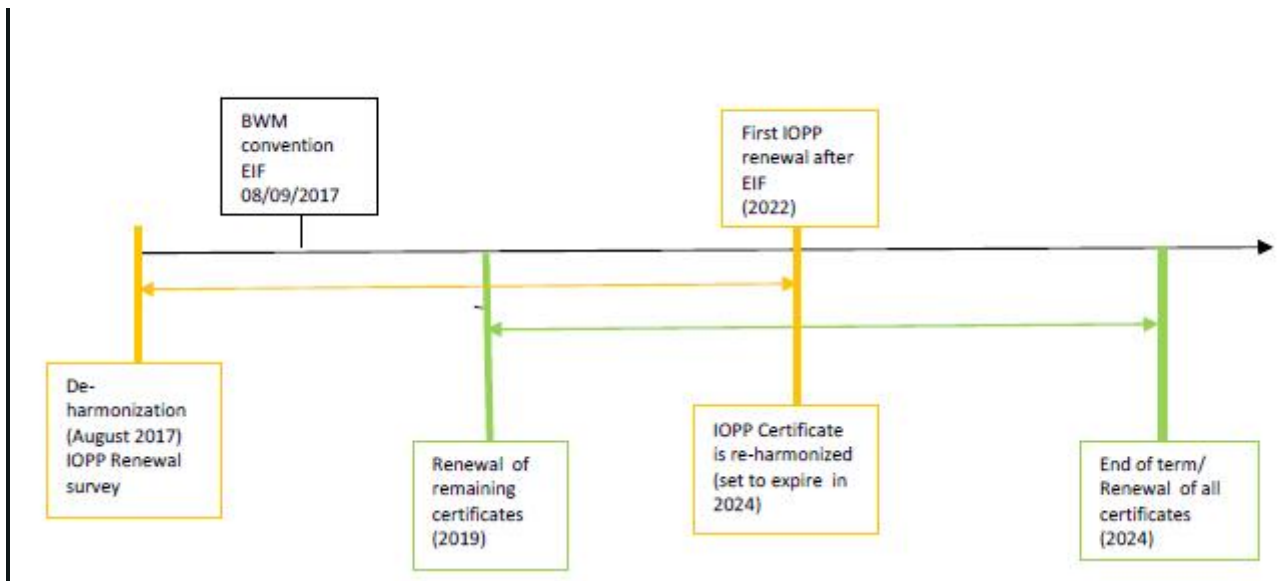 BWM
convention
EIF
08/09/2017
First IOPP
renewal after
EIF
(2022)
De-
harmonization
(August 2017)
IOPP Renewal
survey
Renewal of
remaining
certificates
(2019)
IOPP Certificate
is re-harmonized
(set to expire in
2024)
End of term/
Renewal of all
certificates
(2024)